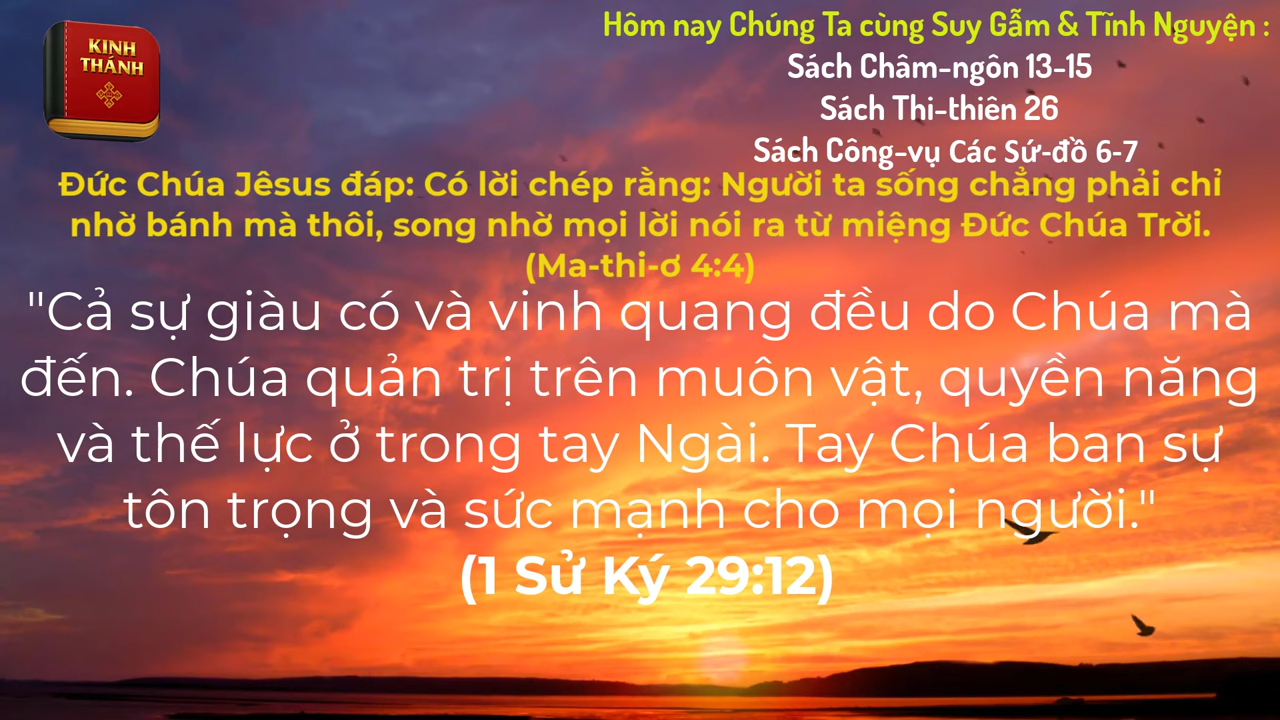 KINH
THÁNH
Hôm nay Chúng Ta cùng Suy Gẫm & Tĩnh Nguyện :
Sách Châm-ngôn 13-15
Sách Thi-thiên 26
Sách Công-vụ Các Sứ-đồ 6-7
Đức Chúa Jêsus đáp: Có lời chép rằng: Người ta sống chẳng phải chỉ
nhờ bánh mà thôi, song nhờ mọi lời nói ra từ miệng Đức Chúa Trời.
(Ma-thi-ơ 4:4)
"Cả sự giàu có và vinh quang đều do Chúa mà
đến. Chúa quản trị trên muôn vật, quyền năng
và thế lực ở trong tay Ngài. Tay Chúa ban sự
tôn trọng và sức mạnh cho mọi người."
(1 Sử Ký 29:12)